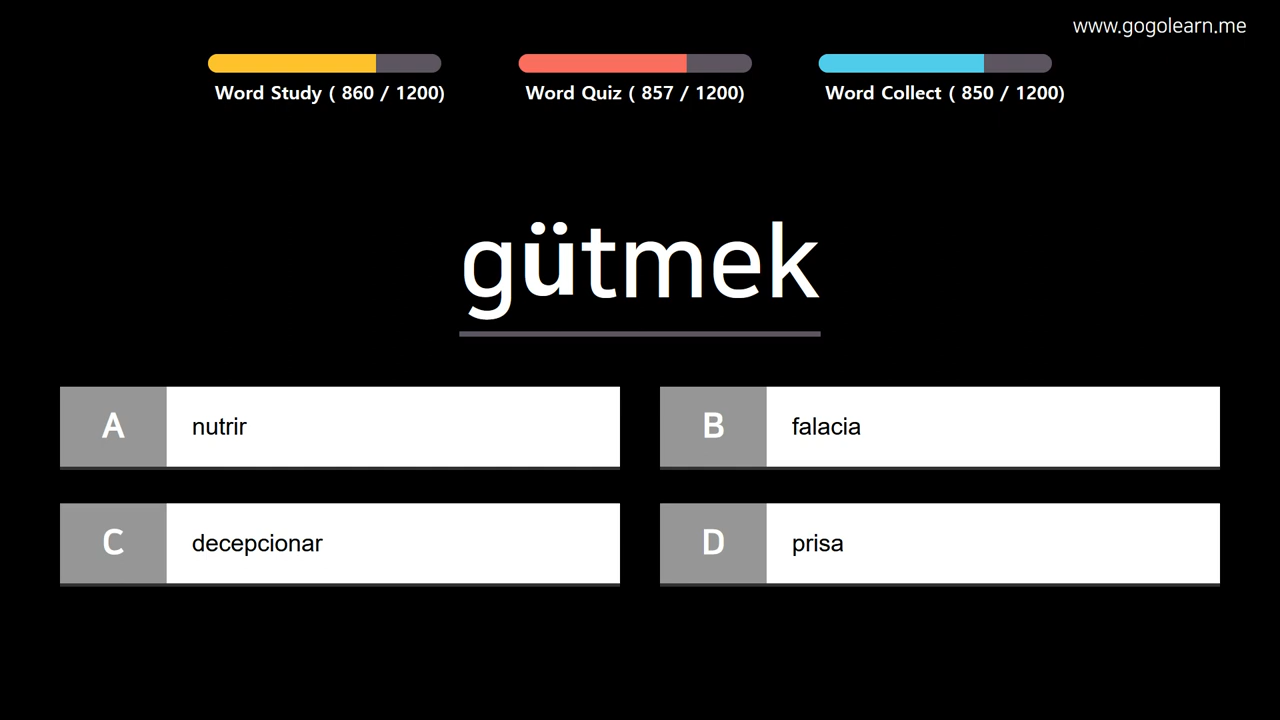 www.gogolearn.me
Word Study ( 860 / 1200)
Word Quiz ( 857 / 1200)
Word Collect ( 850 / 1200)
gütmek
A nutrir
B falacia
C decepcionar
D prisa